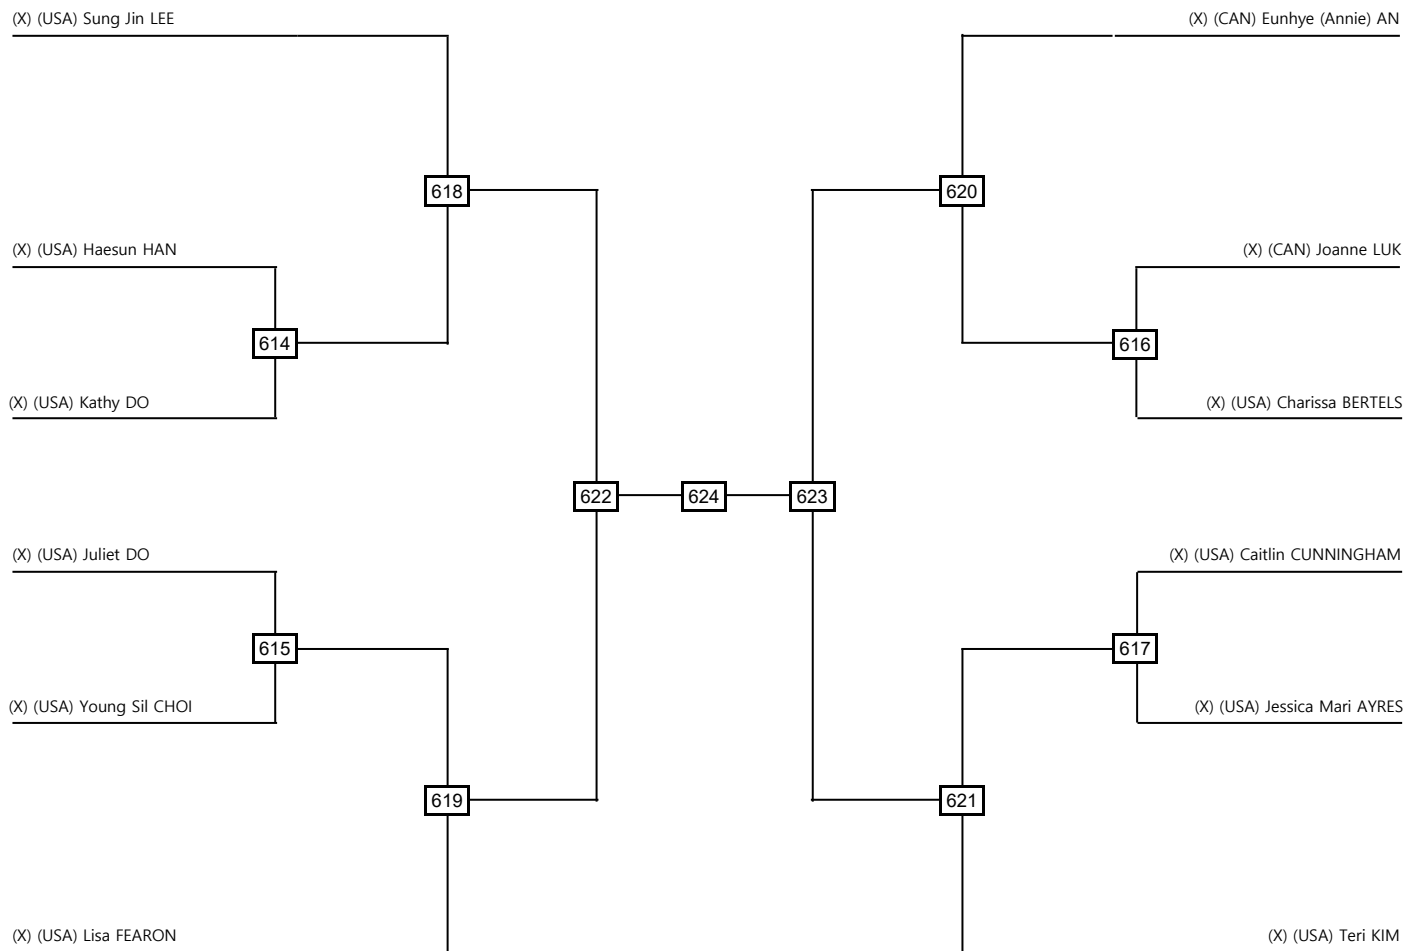 (X) (USA) Sung Jin LEE
(X) (CAN) Eunhye (Annie) AN
618
620
(X) (USA) Haesun HAN
(X) (CAN) Joanne LUK
614
616
(X) (USA) Kathy DO
(X) (USA) Charissa BERTELS
622
624
623
(X) (USA) Juliet DO
(X) (USA) Caitlin CUNNINGHAM
615
617
(X) (USA) Young Sil CHOI
(X) (USA) Jessica Mari AYRES
619
621
(X) (USA) Lisa FEARON
(X) (USA) Teri KIM